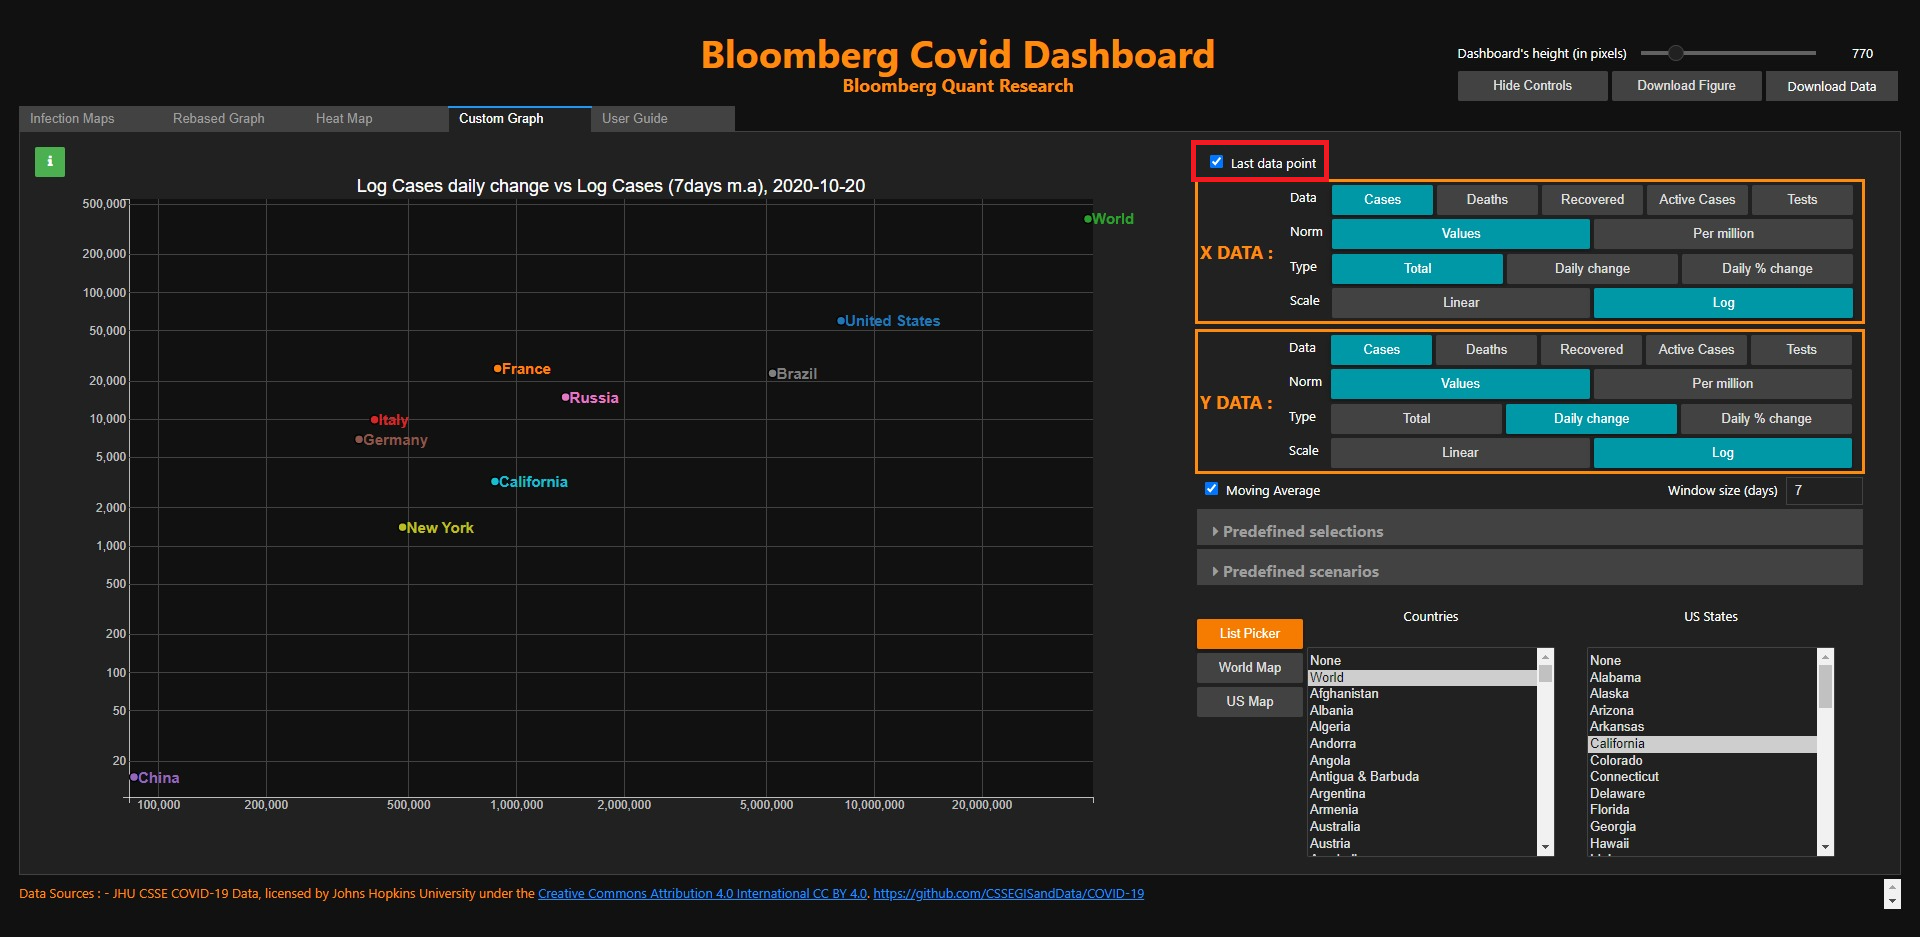 Bloomberg Covid Dashboard
Bloomberg Quant Research
Dashboard's height (in pixels) 770
Hide Controls Download Figure Download Data
Infection Maps Rebased Graph Heat Map Custom Graph User Guide
i
Last data point
Log Cases daily change vs Log Cases (7days m.a), 2020-10-20
500,000
200,000
100,000
50,000
20,000
10,000
5,000
2,000
1,000
500
200
100
50
20
World
United States
France
Brazil
Russia
Italy
Germany
California
New York
China
100,000 200,000 500,000 1,000,000 2,000,000 5,000,000 10,000,000 20,000,000
X DATA :
Data Cases Deaths Recovered Active Cases Tests
Norm Values Per million
Type Total Daily change Daily % change
Scale Linear Log
Y DATA :
Data Cases Deaths Recovered Active Cases Tests
Norm Values Per million
Type Total Daily change Daily % change
Scale Linear Log
Moving Average Window size (days) 7
Predefined selections
Predefined scenarios
List Picker
World Map
US Map
Countries
None
World
Afghanistan
Albania
Algeria
Andorra
Angola
Antigua & Barbuda
Argentina
Armenia
Australia
Austria
US States
None
Alabama
Alaska
Arizona
Arkansas
California
Colorado
Connecticut
Delaware
Florida
Georgia
Hawaii
Data Sources : - JHU CSSE COVID-19 Data, licensed by Johns Hopkins University under the Creative Commons Attribution 4.0 International CC BY 4.0. https://github.com/CSSEGISandData/COVID-19